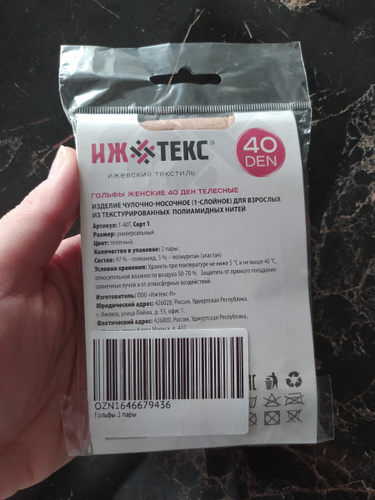 ИЖ ТЕКС
ижевский текстиль
40
DEN
ГОЛЬФЫ ЖЕНСКИЕ 40 ДЕН ТЕЛЕСНЫЕ
ИЗДЕЛИЕ ЧУЛОЧНО-НОСОЧНОЕ (1-СЛОЙНОЕ) ДЛЯ ВЗРОСЛЫХ
ИЗ ТЕКСТУРИРОВАННЫХ ПОЛИАМИДНЫХ НИТЕЙ
Артикул: Г-40Т, Сорт 1
Размер: универсальный
Цвет: телесный
Количество в упаковке: 2 пары
Состав: 97 % - полиамид, 3 % - полиуретан (эластан)
Условия хранения: Хранить при температуре не ниже 5 °С и не выше 40 °С,
относительной влажности воздуха 50-70 %. Защитить от прямого попадания
солнечных лучей и от атмосферных воздействий.
Изготовитель: ООО «Ижтекс-Н»
Юридический адрес: 426028, Россия, Удмуртская Республика,
г. Ижевск, улица Пойма, д. 53, офис 1.
Фактический адрес: 426000, Россия, Удмуртская Республика,
OZN1646679436
Гольфы 2 пары